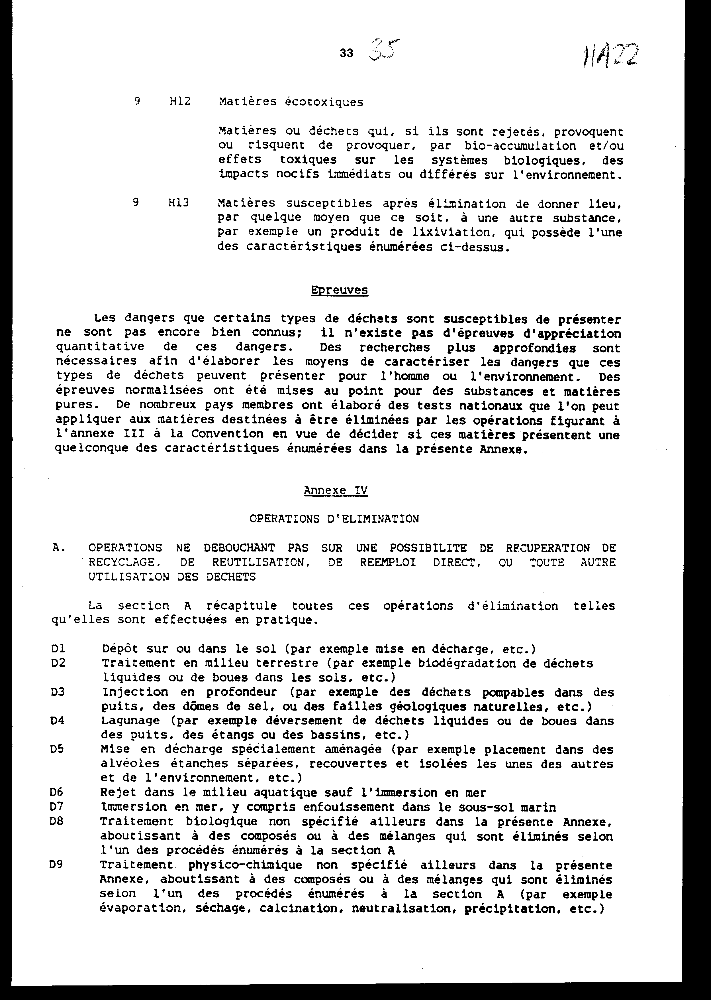 33 35 HA22
9 H12 Matières écotoxiques
Matières ou déchets qui, si ils sont rejetés, provoquent
ou risquent de provoquer, par bio-accumulation et/ou
effets toxiques sur les systèmes biologiques, des
impacts nocifs immédiats ou différés sur l'environnement.
9 H13 Matières susceptibles après élimination de donner lieu,
par quelque moyen que ce soit, à une autre substance,
par exemple un produit de lixiviation, qui possède l'une
des caractéristiques énumérées ci-dessus.
Epreuves
Les dangers que certains types de déchets sont susceptibles de présenter
ne sont pas encore bien connus; il n'existe pas d'épreuves d'appréciation
quantitative de ces dangers. Des recherches plus approfondies sont
nécessaires afin d'élaborer les moyens de caractériser les dangers que ces
types de déchets peuvent présenter pour l'homme ou l'environnement. Des
épreuves normalisées ont été mises au point pour des substances et matières
pures. De nombreux pays membres ont élaboré des tests nationaux que l'on peut
appliquer aux matières destinées à être éliminées par les opérations figurant à
l'annexe III à la Convention en vue de décider si ces matières présentent une
quelconque des caractéristiques énumérées dans la présente Annexe.
Annexe IV
OPERATIONS D'ELIMINATION
A. OPERATIONS NE DEBOUCHANT PAS SUR UNE POSSIBILITE DE RECUPERATION DE
RECYCLAGE, DE REUTILISATION, DE REEMPLOI DIRECT, OU TOUTE AUTRE
UTILISATION DES DECHETS
La section A récapitule toutes ces opérations d'élimination telles
qu'elles sont effectuées en pratique.
D1 Dépôt sur ou dans le sol (par exemple mise en décharge, etc.)
D2 Traitement en milieu terrestre (par exemple biodégradation de déchets
liquides ou de boues dans les sols, etc.)
D3 Injection en profondeur (par exemple des déchets pompables dans des
puits, des dômes de sel, ou des failles géologiques naturelles, etc.)
D4 Lagunage (par exemple déversement de déchets liquides ou de boues dans
des puits, des étangs ou des bassins, etc.)
D5 Mise en décharge spécialement aménagée (par exemple placement dans des
alvéoles étanches séparées, recouvertes et isolées les unes des autres
et de l'environnement, etc.)
D6 Rejet dans le milieu aquatique sauf l'immersion en mer
D7 Immersion en mer, y compris enfouissement dans le sous-sol marin
D8 Traitement biologique non spécifié ailleurs dans la présente Annexe,
aboutissant à des composés ou à des mélanges qui sont éliminés selon
l'un des procédés énumérés à la section A
D9 Traitement physico-chimique non spécifié ailleurs dans la présente
Annexe, aboutissant à des composés ou à des mélanges qui sont éliminés
selon l'un des procédés énumérés à la section A (par exemple
évaporation, séchage, calcination, neutralisation, précipitation, etc.)